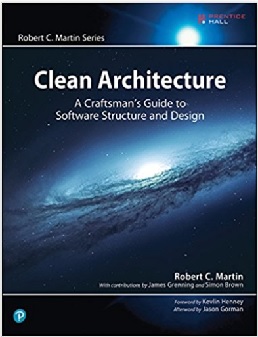 Robert C. Martin Series
PRENTICE
HALL
Clean Architecture
A Craftsman's Guide to
Software Structure and Design
P
Robert C. Martin
With contributions by James Grenning and Simon Brown
Foreword by Kevlin Henney
Afterword by Jason Gorman